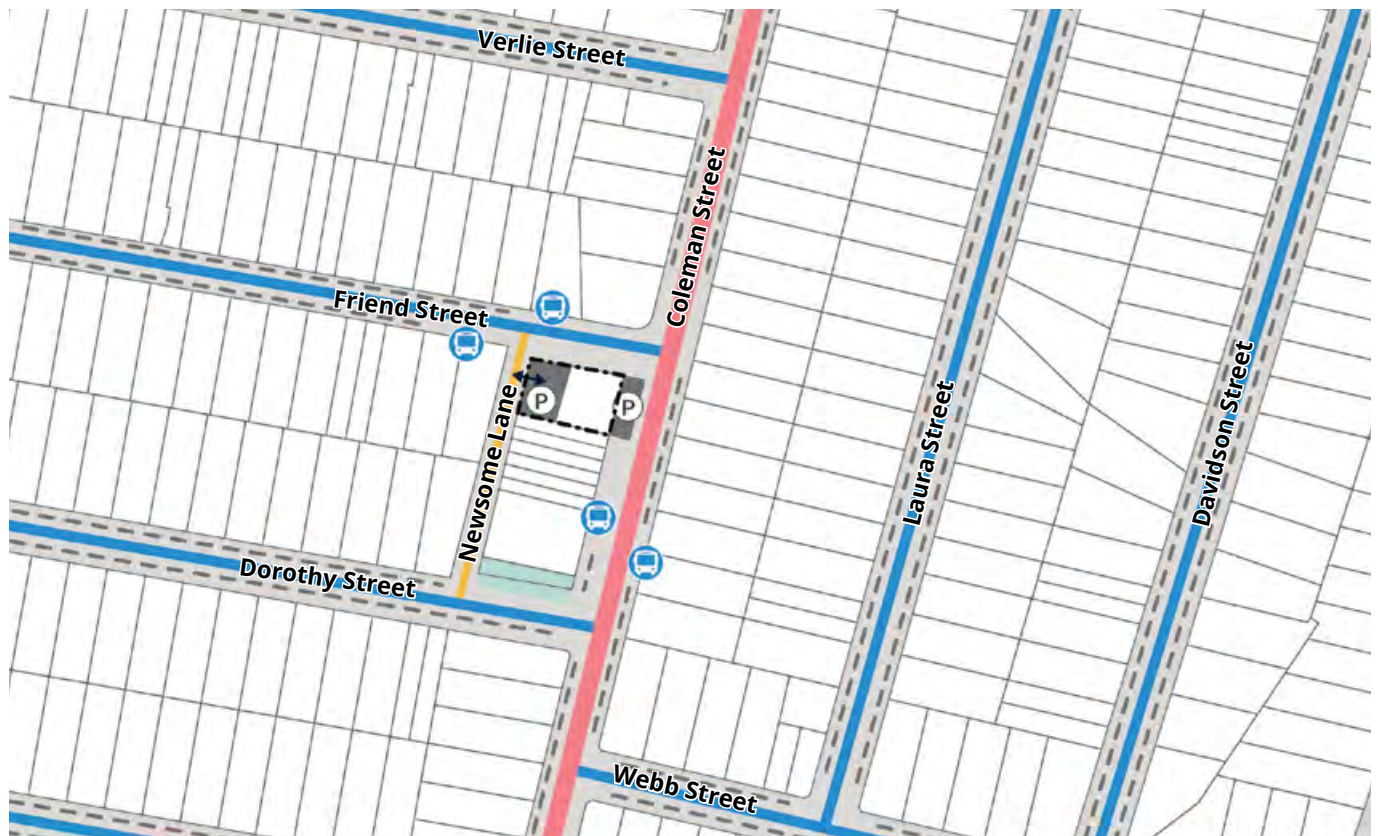 Verlie Street
Coleman Street
Friend Street
P
P
Newsome Lane
Laura Street
Davidson Street
Dorothy Street
Webb Street